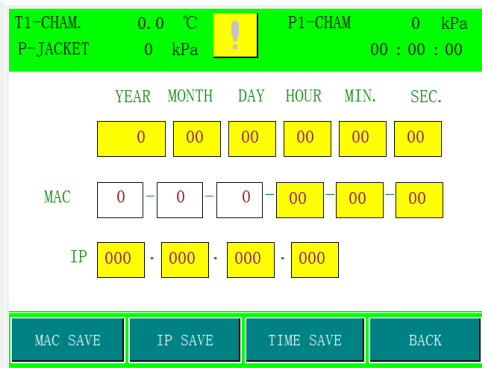 T1-CHAM. 0.0 ℃ P1-CHAM 0 kPa
P-JACKET 0 kPa 00 : 00 : 00
YEAR MONTH DAY HOUR MIN. SEC.
0 00 00 00 00 00
MAC 0 - 0 - 0 - 00 - 00 - 00
IP 000 . 000 . 000 . 000
MAC SAVE IP SAVE TIME SAVE BACK